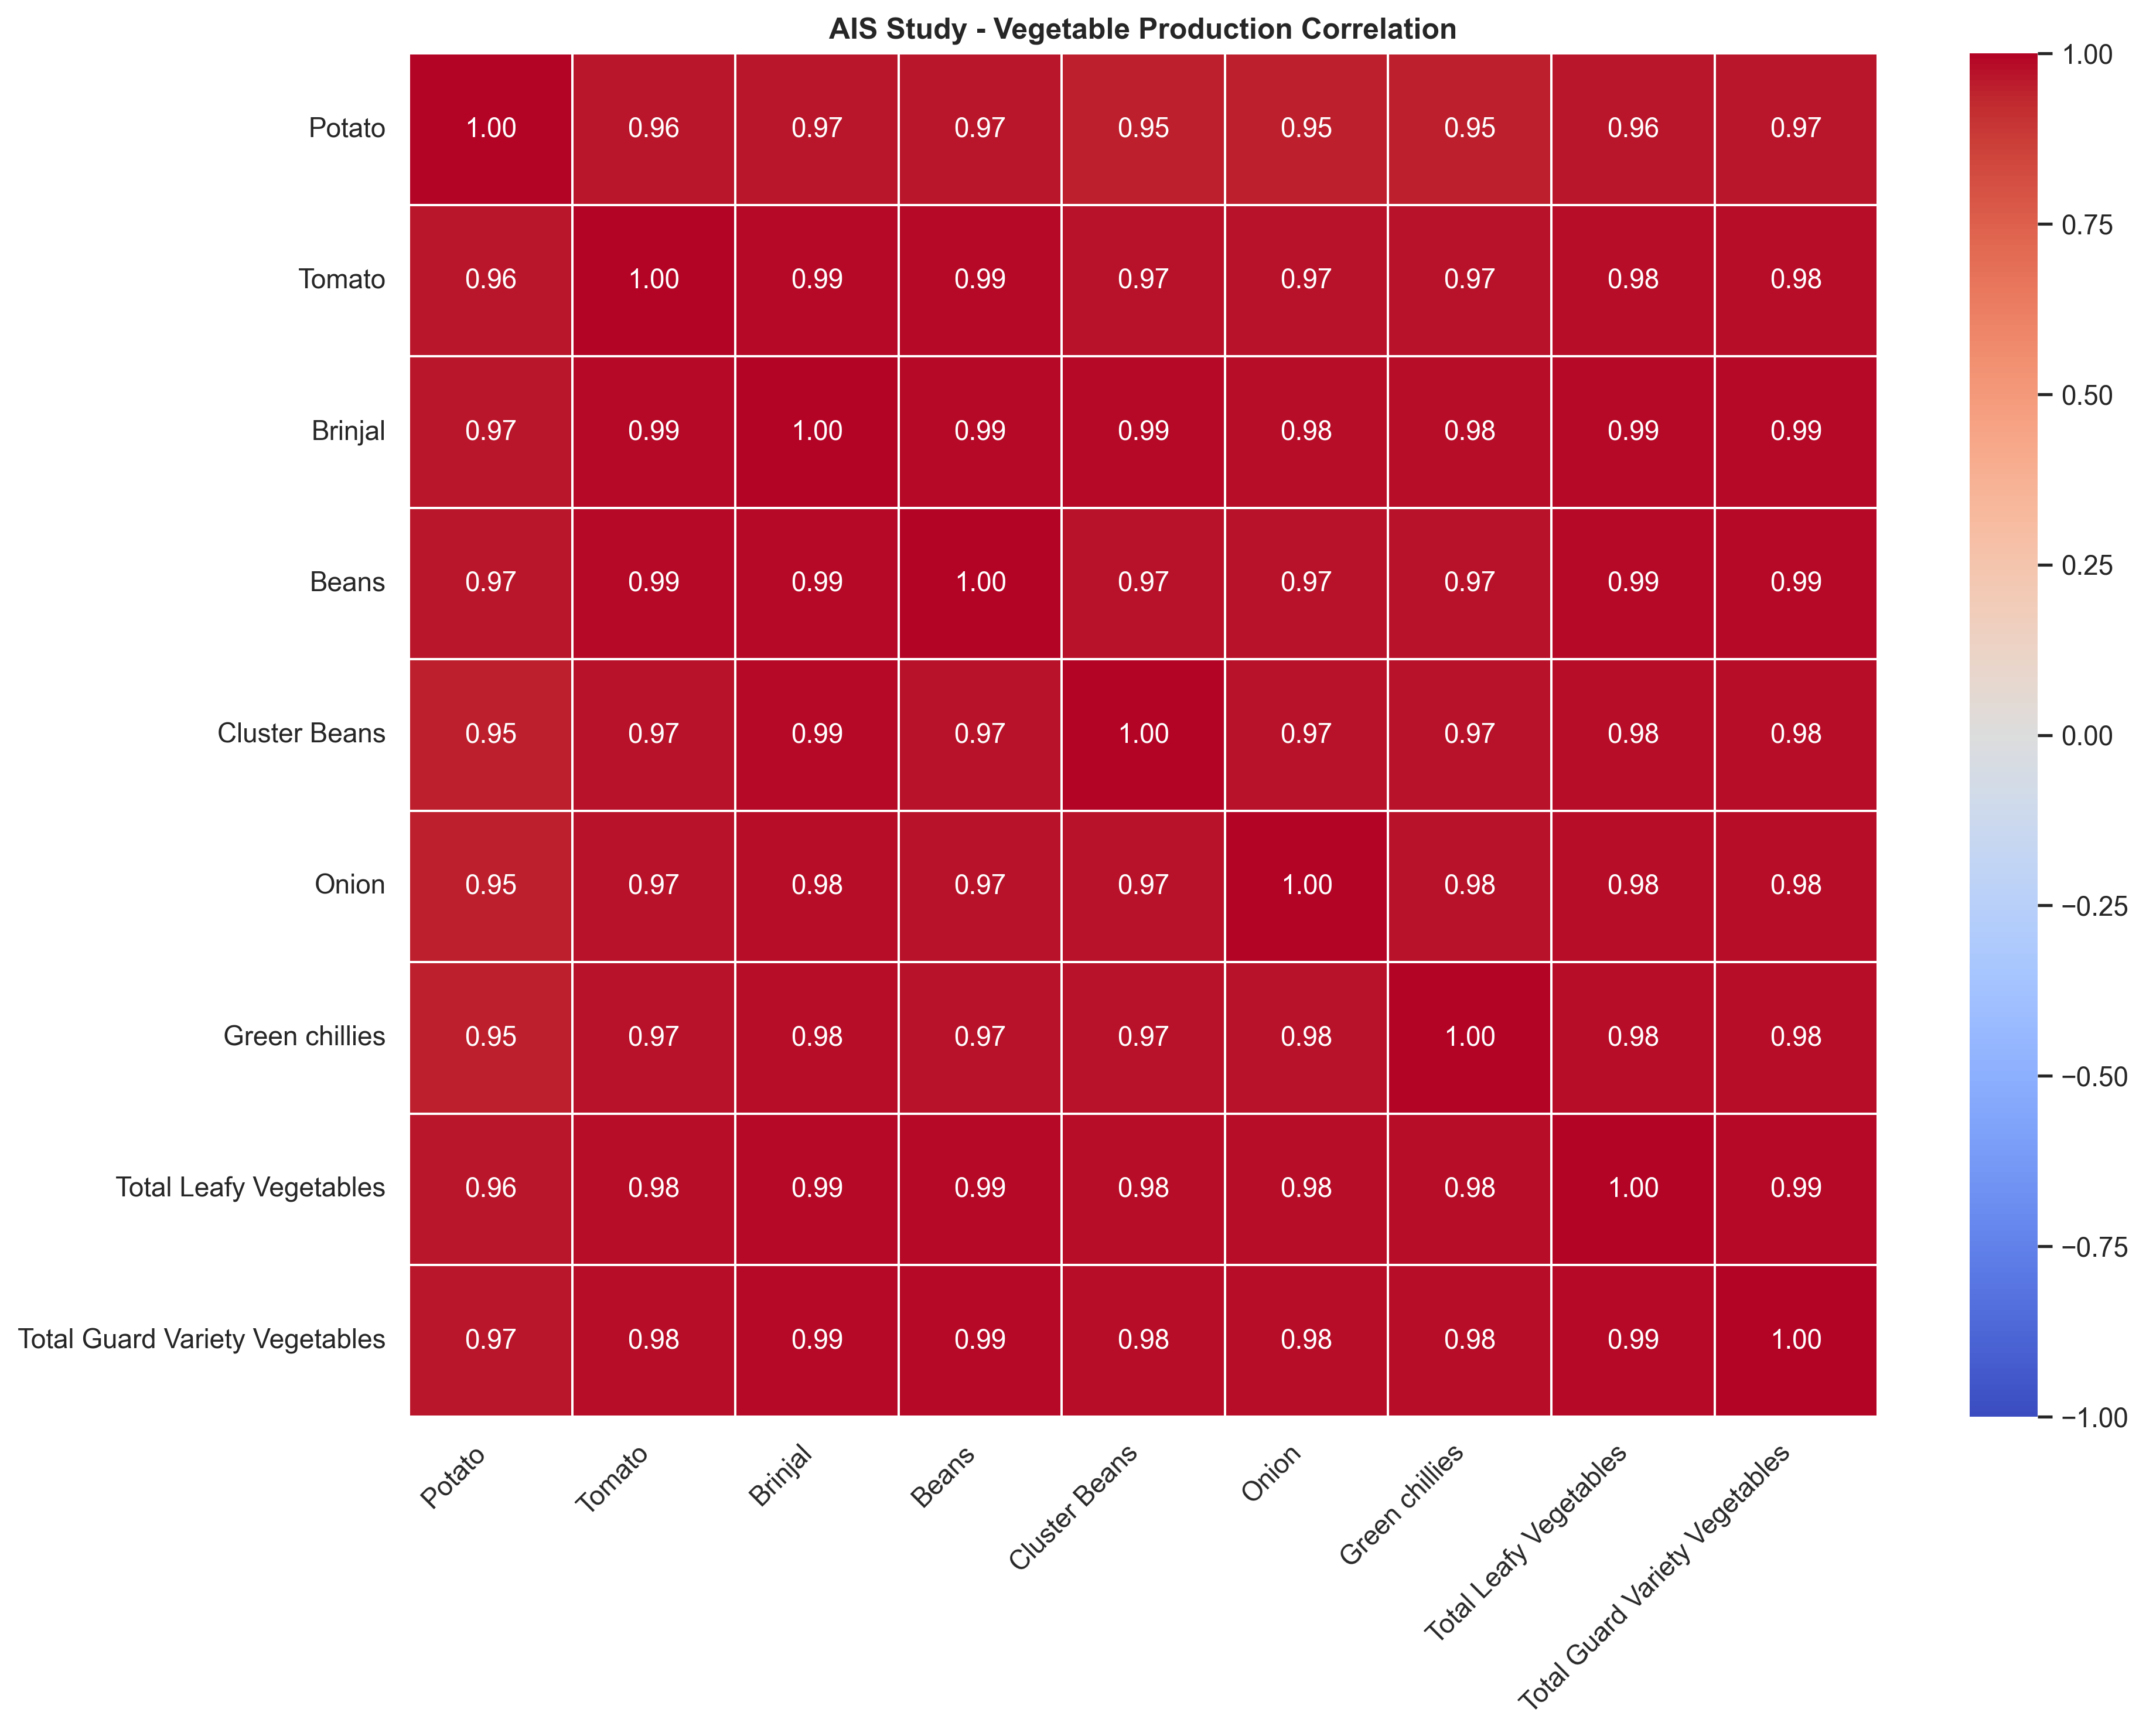 AIS Study - Vegetable Production Correlation
Potato 1.00 0.96 0.97 0.97 0.95 0.95 0.95 0.96 0.97
Tomato 0.96 1.00 0.99 0.99 0.97 0.97 0.97 0.98 0.98
Brinjal 0.97 0.99 1.00 0.99 0.99 0.98 0.98 0.99 0.99
Beans 0.97 0.99 0.99 1.00 0.97 0.97 0.97 0.99 0.99
Cluster Beans 0.95 0.97 0.99 0.97 1.00 0.97 0.97 0.98 0.98
Onion 0.95 0.97 0.98 0.97 0.97 1.00 0.98 0.98 0.98
Green chillies 0.95 0.97 0.98 0.97 0.97 0.98 1.00 0.98 0.98
Total Leafy Vegetables 0.96 0.98 0.99 0.99 0.98 0.98 0.98 1.00 0.99
Total Guard Variety Vegetables 0.97 0.98 0.99 0.99 0.98 0.98 0.98 0.99 1.00
Potato
Tomato
Brinjal
Beans
Cluster Beans
Onion
Green chillies
Total Leafy Vegetables
Total Guard Variety Vegetables
1.00
0.75
0.50
0.25
0.00
−0.25
−0.50
−0.75
−1.00